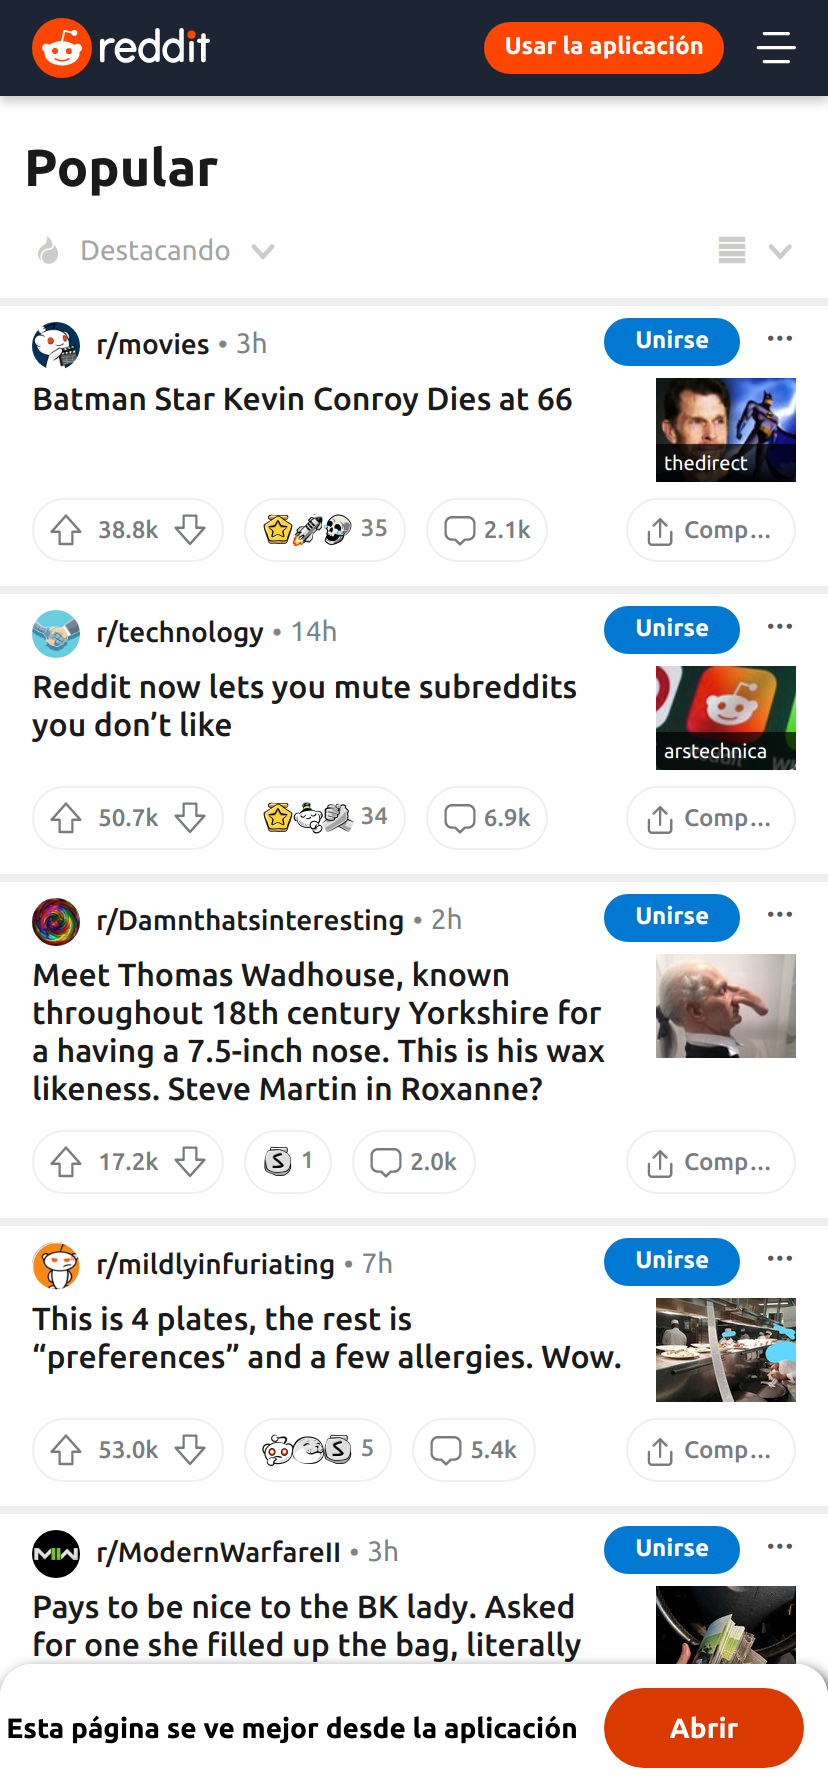 reddit
Usar la aplicación
Popular
Destacando
r/movies • 3h
Unirse
Batman Star Kevin Conroy Dies at 66
thedirect
38.8k
35
2.1k
Comp...
r/technology • 14h
Unirse
Reddit now lets you mute subreddits
you don’t like
arstechnica
50.7k
34
6.9k
Comp...
r/Damnthatsinteresting • 2h
Unirse
Meet Thomas Wadhouse, known
throughout 18th century Yorkshire for
a having a 7.5-inch nose. This is his wax
likeness. Steve Martin in Roxanne?
17.2k
S 1
2.0k
Comp...
r/mildlyinfuriating • 7h
Unirse
This is 4 plates, the rest is
“preferences” and a few allergies. Wow.
53.0k
S 5
5.4k
Comp...
MW
r/ModernWarfareII • 3h
Unirse
Pays to be nice to the BK lady. Asked
for one she filled up the bag, literally
Esta página se ve mejor desde la aplicación
Abrir